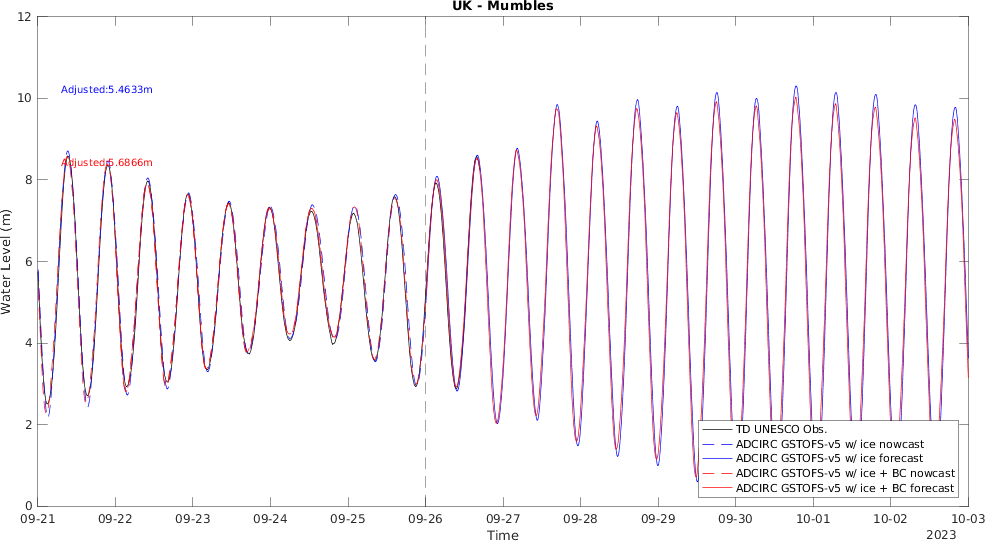 UK - Mumbles
12
10
8
6
4
2
0
Water Level (m)
Adjusted:5.4633m
Adjusted:5.6866m
TD UNESCO Obs.
ADCIRC GSTOFS-v5 w/ ice nowcast
ADCIRC GSTOFS-v5 w/ ice forecast
ADCIRC GSTOFS-v5 w/ ice + BC nowcast
ADCIRC GSTOFS-v5 w/ ice + BC forecast
09-21 09-22 09-23 09-24 09-25 09-26 09-27 09-28 09-29 09-30 10-01 10-02 10-03
Time
2023